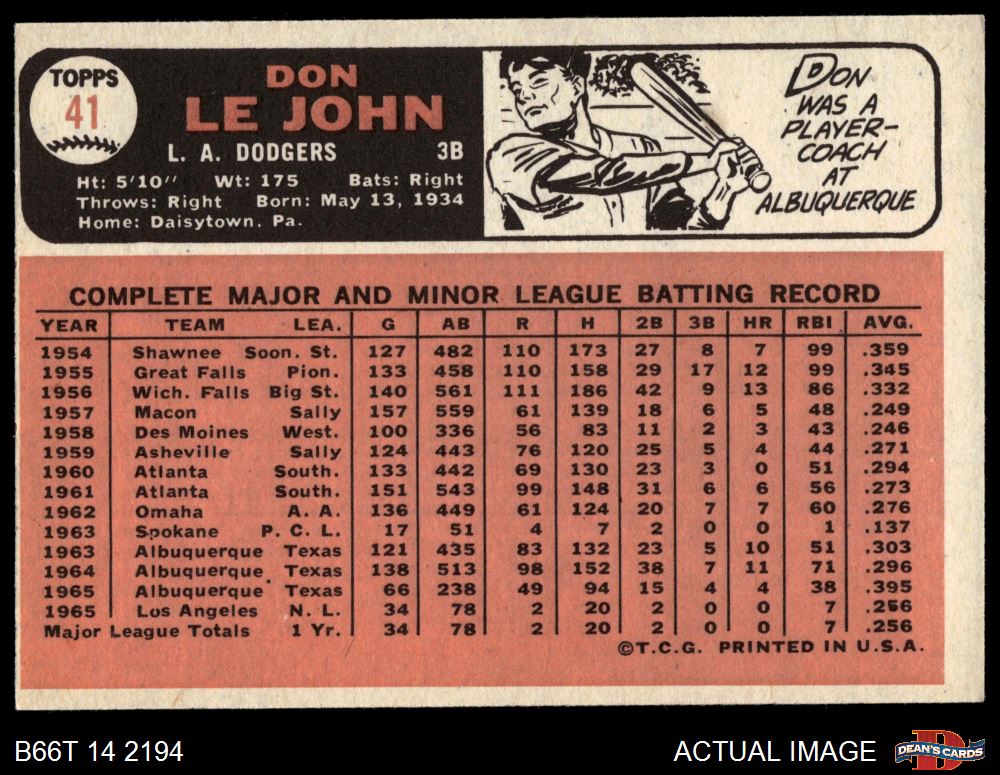 TOPPS
41
DON
LE JOHN
L. A. DODGERS 3B
Ht: 5'10" Wt: 175 Bats: Right
Throws: Right Born: May 13, 1934
Home: Daisytown. Pa.
DON
WAS A
PLAYER-
COACH
AT
ALBUQUERQUE
COMPLETE MAJOR AND MINOR LEAGUE BATTING RECORD
YEAR TEAM LEA. G AB R H 2B 3B HR RBI AVG.
1954 Shawnee Soon. St. 127 482 110 173 27 8 7 99 .359
1955 Great Falls Pion. 133 458 110 158 29 17 12 99 .345
1956 Wich. Falls Big St. 140 561 111 186 42 9 13 86 .332
1957 Macon Sally 157 559 61 139 18 6 5 48 .249
1958 Des Moines West. 100 336 56 83 11 2 3 43 .246
1959 Asheville Sally 124 443 76 120 25 5 4 44 .271
1960 Atlanta South. 133 442 69 130 23 3 0 51 .294
1961 Atlanta South. 151 543 99 148 31 6 6 56 .273
1962 Omaha A. A. 136 449 61 124 20 7 7 60 .276
1963 Spokane P. C. L. 17 51 4 7 2 0 0 1 .137
1963 Albuquerque Texas 121 435 83 132 23 5 10 51 .303
1964 Albuquerque Texas 138 513 98 152 38 7 11 71 .296
1965 Albuquerque Texas 66 238 49 94 15 4 4 38 .395
1965 Los Angeles N. L. 34 78 2 20 2 0 0 7 .256
Major League Totals 1 Yr. 34 78 2 20 2 0 0 7 .256
©T.C.G. PRINTED IN U.S.A.
B66T 14 2194 ACTUAL IMAGE
DEAN'S CARDS